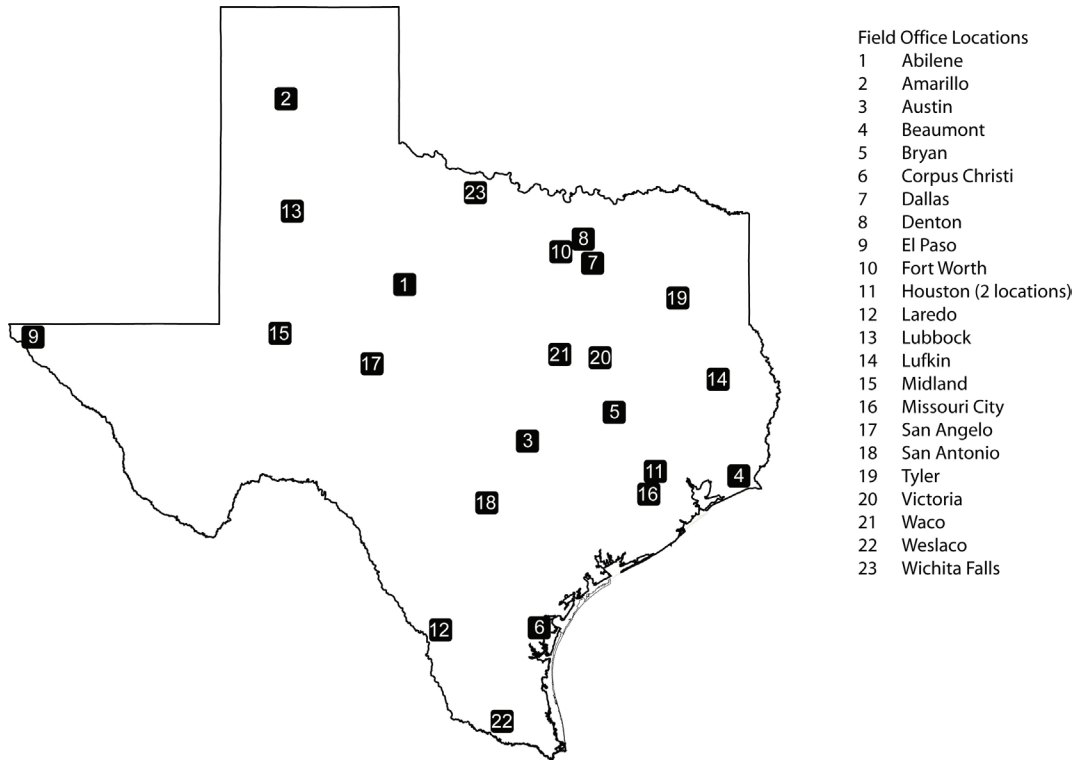 Field Office Locations
1 Abilene
2 Amarillo
3 Austin
4 Beaumont
5 Bryan
6 Corpus Christi
7 Dallas
8 Denton
9 El Paso
10 Fort Worth
11 Houston (2 locations)
12 Laredo
13 Lubbock
14 Lufkin
15 Midland
16 Missouri City
17 San Angelo
18 San Antonio
19 Tyler
20 Victoria
21 Waco
22 Weslaco
23 Wichita Falls
2
23
13
8
10
7
1
19
9
15
21
20
17
14
5
3
11
4
16
18
12
6
22